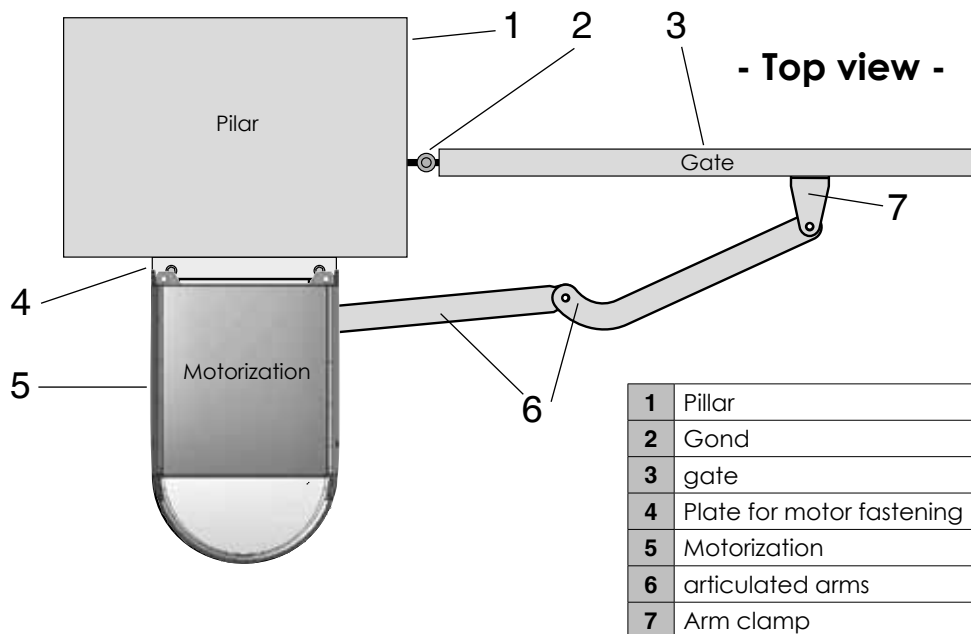 1
2
3
- Top view -
Pilar
Gate
7
4
Motorization
5
6
1 Pillar
2 Gond
3 gate
4 Plate for motor fastening
5 Motorization
6 articulated arms
7 Arm clamp